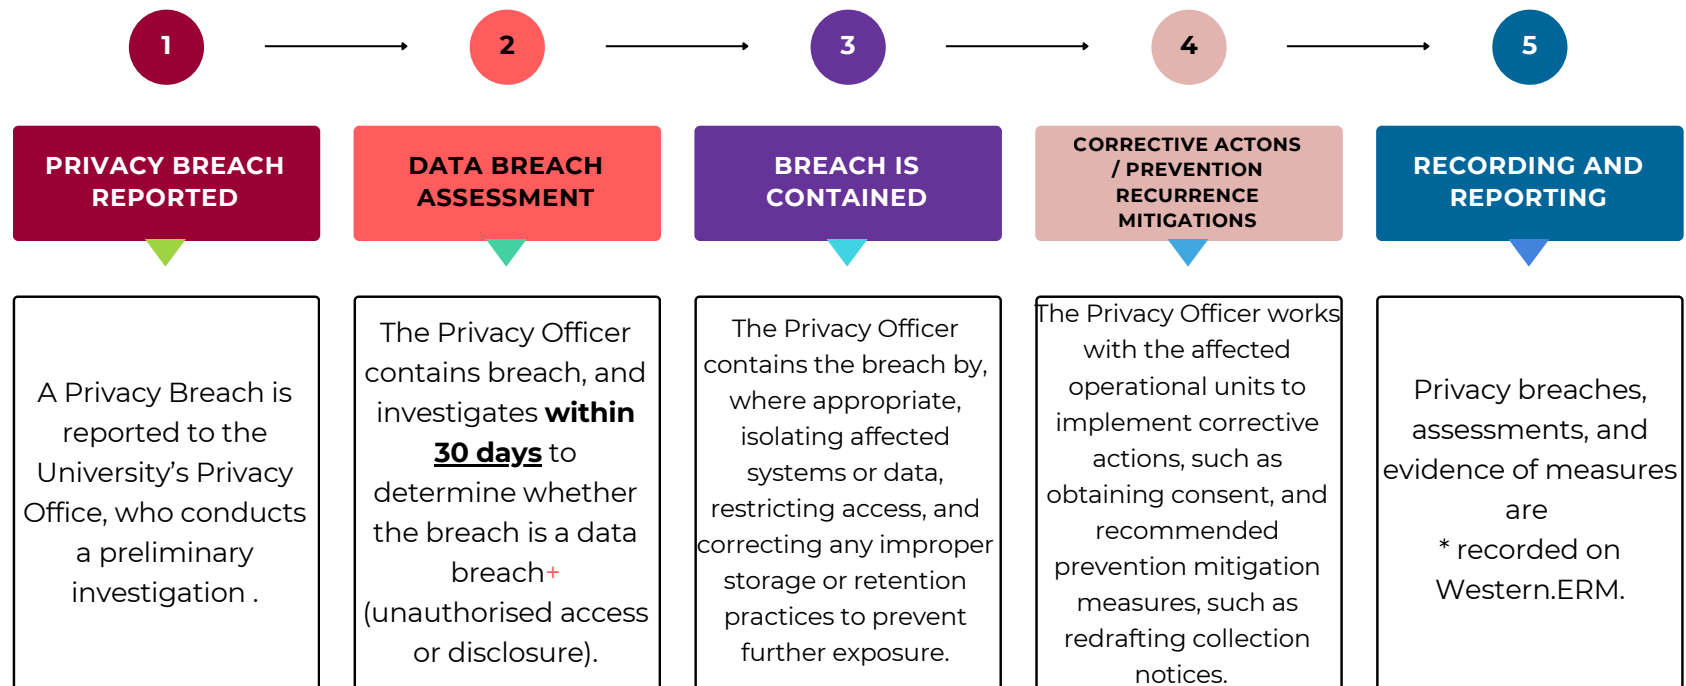 1
2
3
4
5
PRIVACY BREACH
REPORTED
DATA BREACH
ASSESSMENT
BREACH IS
CONTAINED
CORRECTIVE ACTONS
/ PREVENTION
RECURRENCE
MITIGATIONS
RECORDING AND
REPORTING
A Privacy Breach is
reported to the
University’s Privacy
Office, who conducts
a preliminary
investigation .
The Privacy Officer
contains breach, and
investigates within
30 days to
determine whether
the breach is a data
breach+
(unauthorised access
or disclosure).
The Privacy Officer
contains the breach by,
where appropriate,
isolating affected
systems or data,
restricting access, and
correcting any improper
storage or retention
practices to prevent
further exposure.
The Privacy Officer works
with the affected
operational units to
implement corrective
actions, such as
obtaining consent, and
recommended
prevention mitigation
measures, such as
redrafting collection
notices.
Privacy breaches,
assessments, and
evidence of measures
are
* recorded on
Western.ERM.